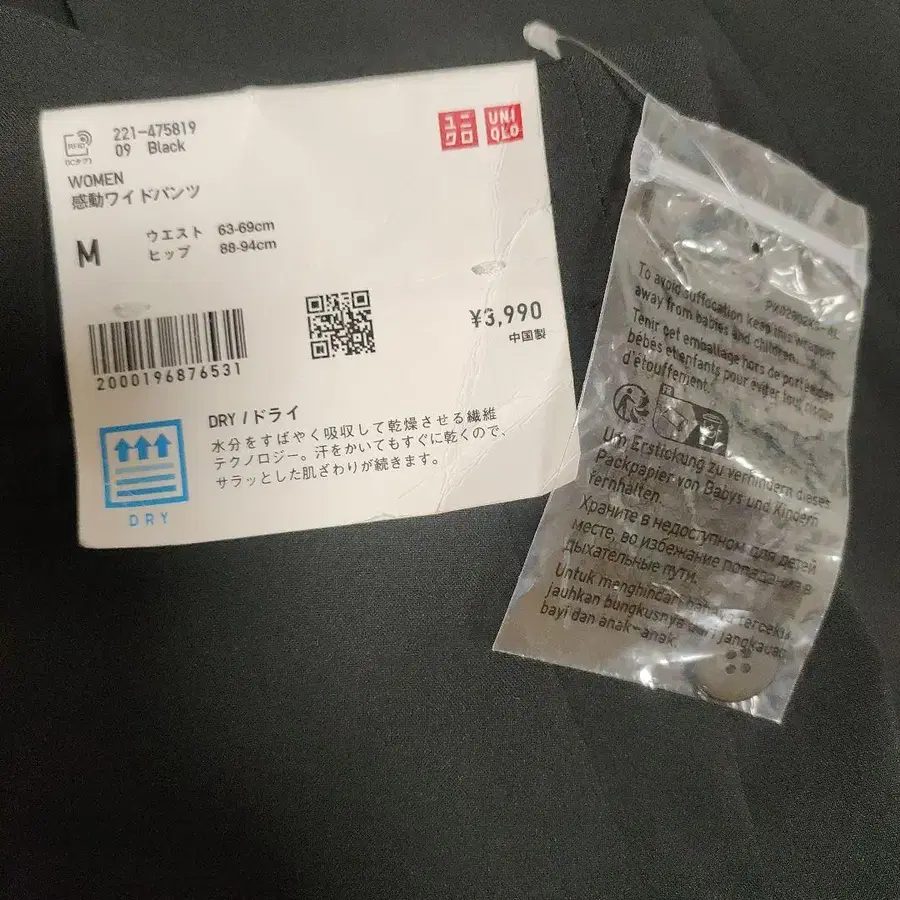 RFID
221-475819
09 Black
ユニ
クロ
UNI
QLO
WOMEN
感動ワイドパンツ
M
ウエスト 63-69cm
ヒップ 88-94cm
2000196876531
¥3,990
中国製
DRY /ドライ
水分をすばやく吸収して乾燥させる繊維
テクノロジー。汗をかいてもすぐに乾くので、
サラッとした肌ざわりが続きます。
DRY
To avoid suffocation keep this wrapper
away from babies and children.
Tenir cet emballage hors de portée des
bébés et enfants pour éviter tout risque
d'étouffement.
Um Erstickung zu verhindern dieses
Packpapier von Babys und Kindern
fernhalten.
Храните в недоступном для детей
месте, во избежание попадания в
дыхательные пути.
Untuk menghindari bahaya tercekik
jauhkan bungkusnya dari jangkauan
bayi dan anak-anak.